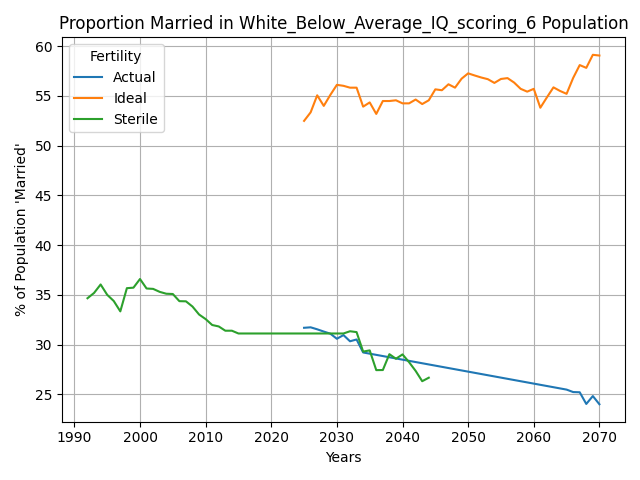 Proportion Married in White_Below_Average_IQ_scoring_6 Population
Fertility
Actual
Ideal
Sterile
% of Population 'Married'
60
55
50
45
40
35
30
25
1990 2000 2010 2020 2030 2040 2050 2060 2070
Years